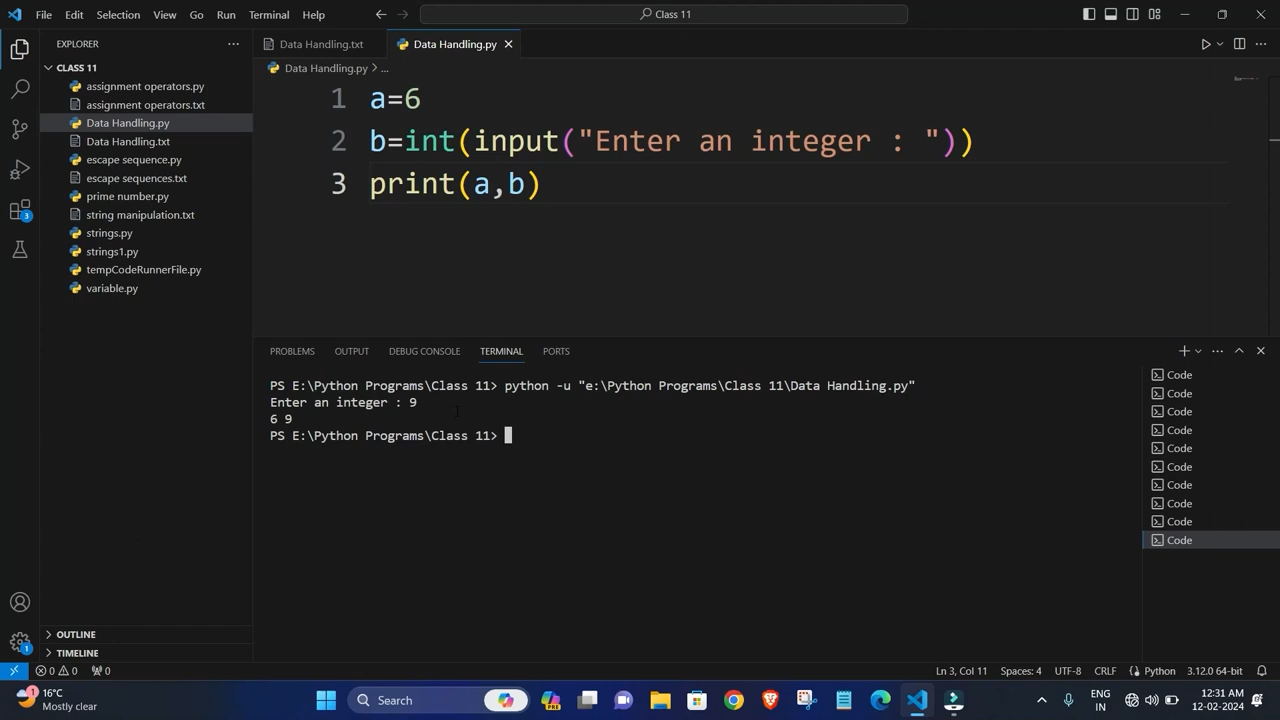 File Edit Selection View Go Run Terminal Help
Class 11
EXPLORER
Data Handling.txt
Data Handling.py
CLASS 11
Data Handling.py > ...
assignment operators.py
assignment operators.txt
Data Handling.py
Data Handling.txt
escape sequence.py
escape sequences.txt
prime number.py
string manipulation.txt
strings.py
strings1.py
tempCodeRunnerFile.py
variable.py
3
1 a=6
2 b=int(input("Enter an integer : "))
3 print(a,b)
PROBLEMS OUTPUT DEBUG CONSOLE TERMINAL PORTS
PS E:\Python Programs\Class 11> python -u "e:\Python Programs\Class 11\Data Handling.py"
Enter an integer : 9
6 9
PS E:\Python Programs\Class 11>
Code
Code
Code
Code
Code
Code
Code
Code
Code
Code
OUTLINE
TIMELINE
1
0 0 0
Ln 3, Col 11 Spaces: 4 UTF-8 CRLF Python 3.12.0 64-bit
1
16°C
Mostly clear
Search
PRE
ENG
IN
12:31 AM
12-02-2024